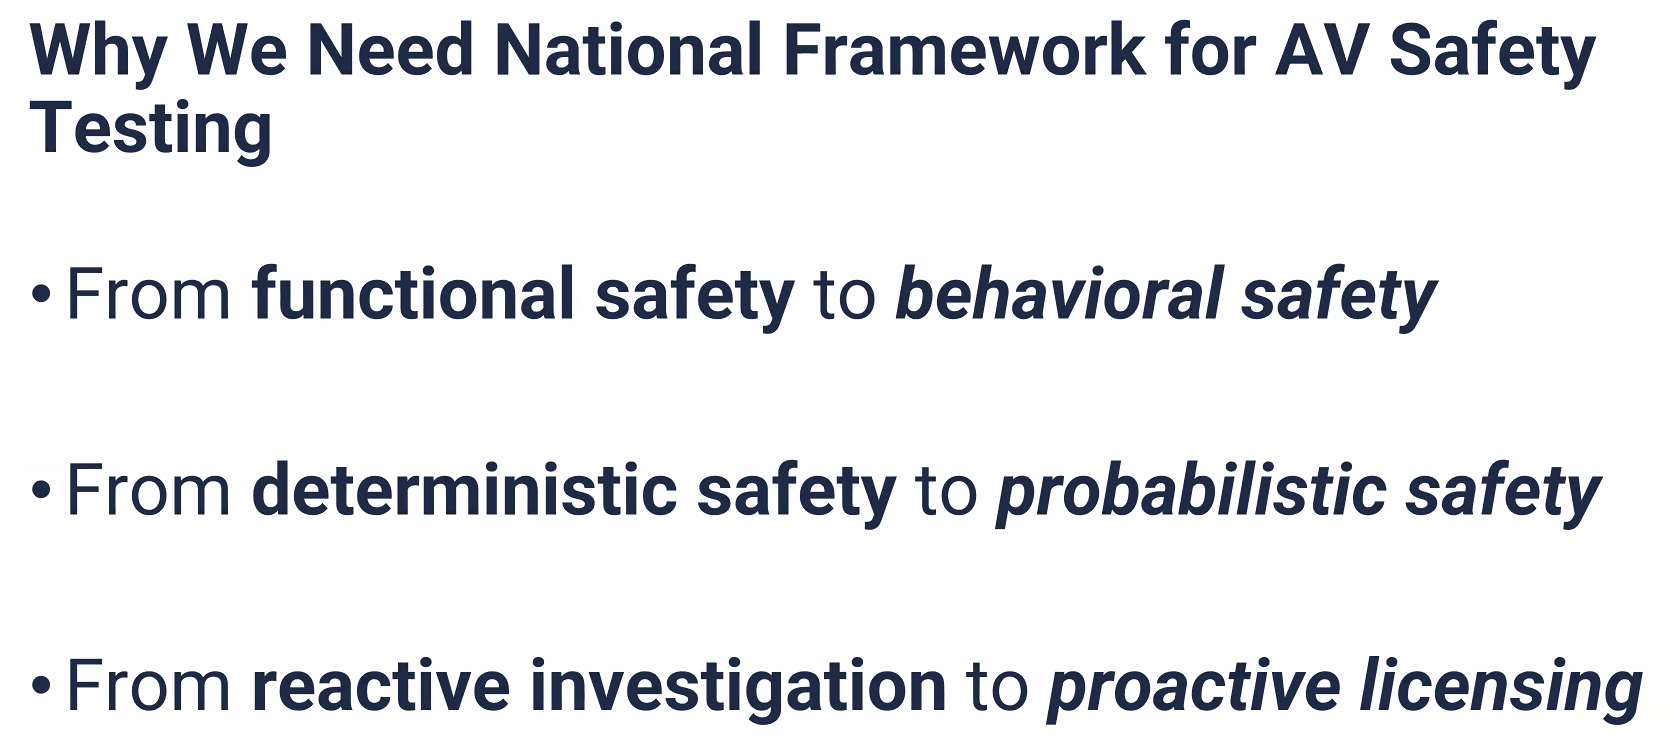 Why We Need National Framework for AV Safety
Testing
• From functional safety to behavioral safety
• From deterministic safety to probabilistic safety
• From reactive investigation to proactive licensing